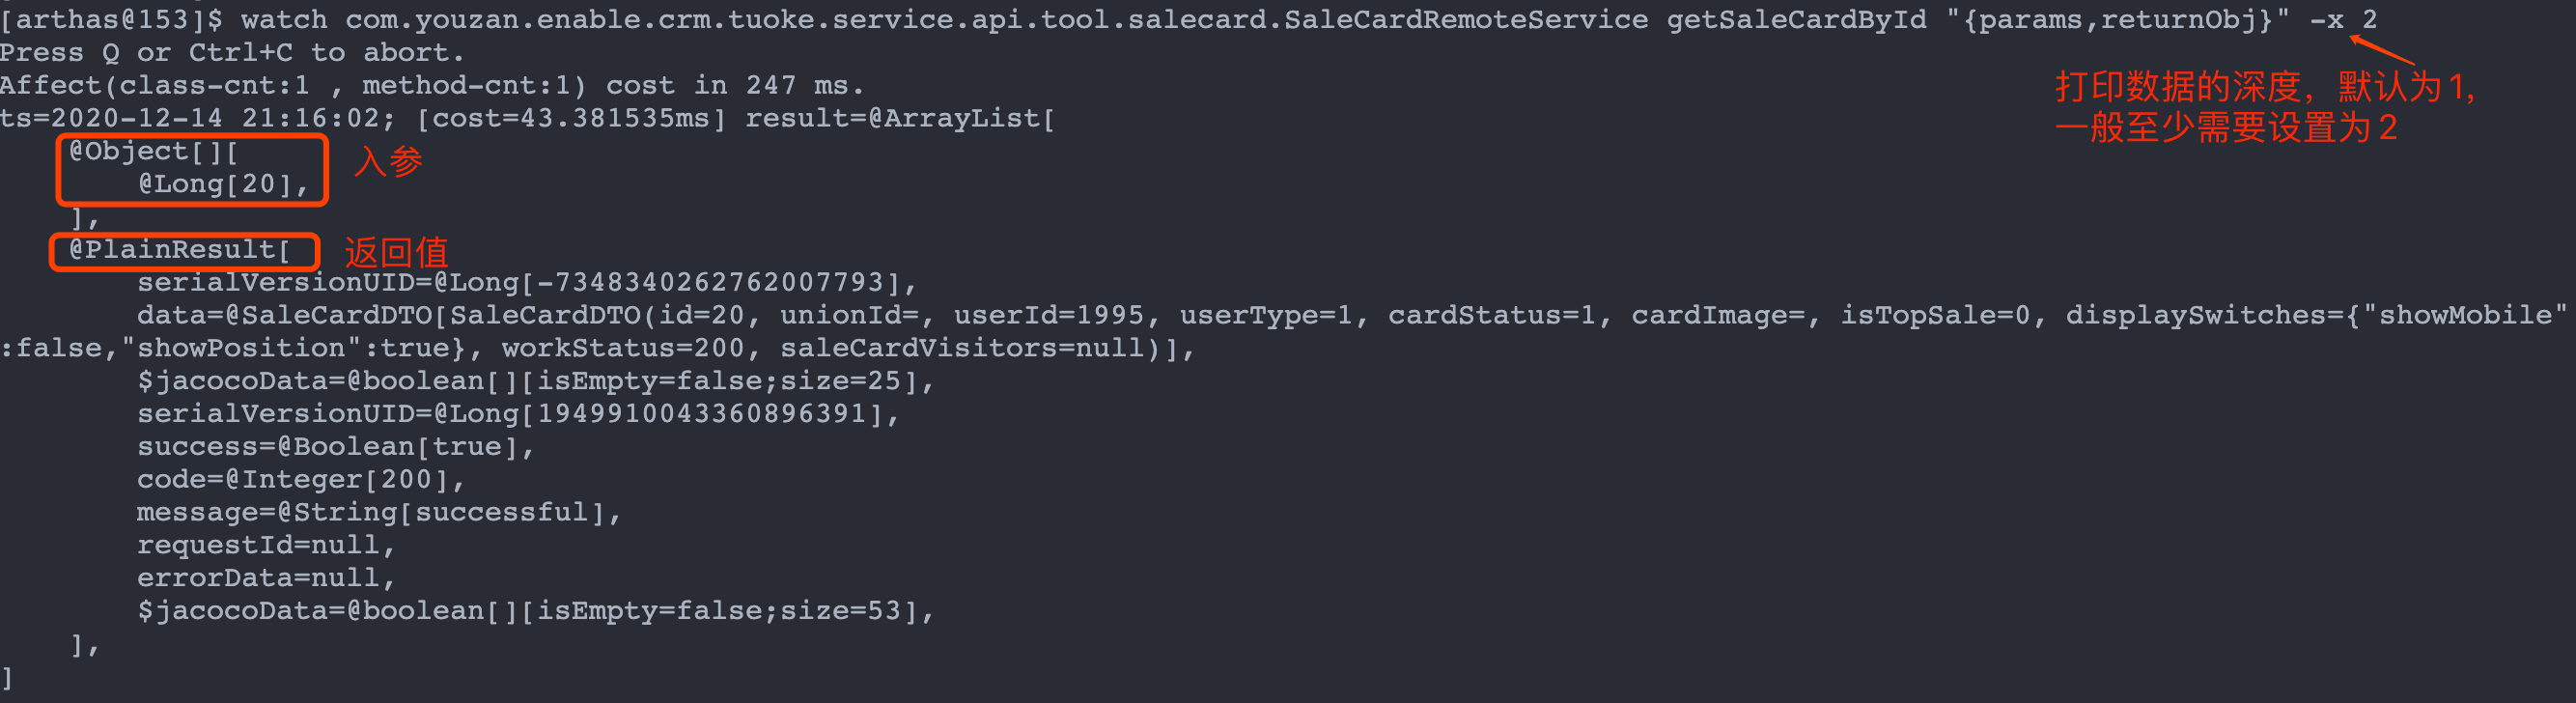 [arthas@153]$ watch com.youzan.enable.crm.tuoke.service.api.tool.salecard.SaleCardRemoteService getSaleCardById "{params,returnObj}" -x 2
Press Q or Ctrl+C to abort.
Affect(class-cnt:1 , method-cnt:1) cost in 247 ms.
打印数据的深度，默认为1,
一般至少需要设置为2
ts=2020-12-14 21:16:02; [cost=43.381535ms] result=@ArrayList[
@Object[][
入参
@Long[20],
],
@PlainResult[ 返回值
serialVersionUID=@Long[-7348340262762007793],
data=@SaleCardDTO[SaleCardDTO(id=20, unionId=, userId=1995, userType=1, cardStatus=1, cardImage=, isTopSale=0, displaySwitches={"showMobile"
:false,"showPosition":true}, workStatus=200, saleCardVisitors=null)],
$jacocoData=@boolean[][isEmpty=false;size=25],
serialVersionUID=@Long[1949910043360896391],
success=@Boolean[true],
code=@Integer[200],
message=@String[successful],
requestId=null,
errorData=null,
$jacocoData=@boolean[][isEmpty=false;size=53],
],
]